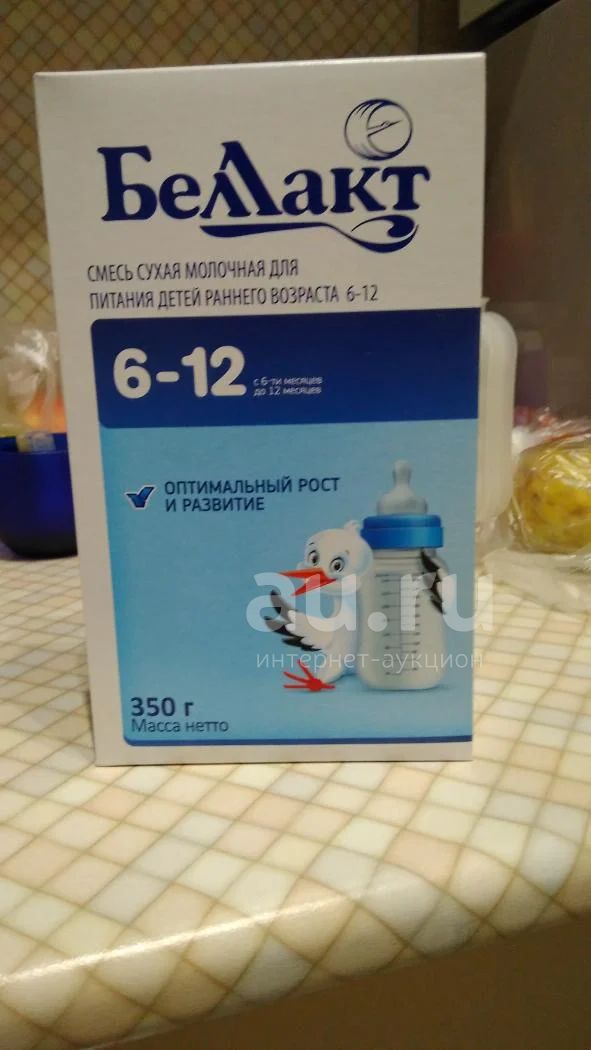 Беллакт
СМЕСЬ СУХАЯ МОЛОЧНАЯ ДЛЯ
ПИТАНИЯ ДЕТЕЙ РАННЕГО ВОЗРАСТА 6-12
6-12
с 6-ти месяцев
до 12 месяцев
ОПТИМАЛЬНЫЙ РОСТ
И РАЗВИТИЕ
au.ru
интернет-аукцион
350 г
Масса нетто